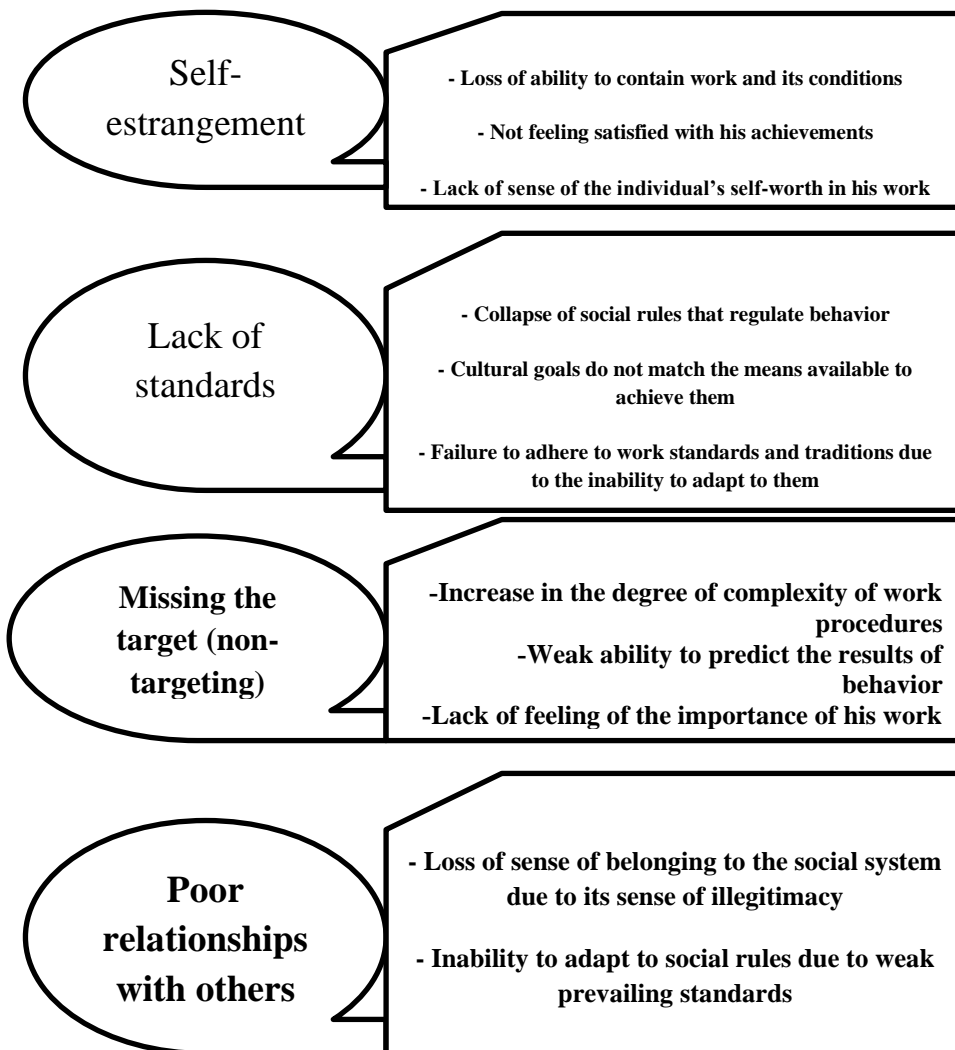 Self-
estrangement
- Loss of ability to contain work and its conditions
- Not feeling satisfied with his achievements
- Lack of sense of the individual’s self-worth in his work
Lack of
standards
- Collapse of social rules that regulate behavior
- Cultural goals do not match the means available to
achieve them
- Failure to adhere to work standards and traditions due
to the inability to adapt to them
Missing the
target (non-
targeting)
-Increase in the degree of complexity of work
procedures
-Weak ability to predict the results of
behavior
-Lack of feeling of the importance of his work
Poor
relationships
with others
- Loss of sense of belonging to the social system
due to its sense of illegitimacy
- Inability to adapt to social rules due to weak
prevailing standards